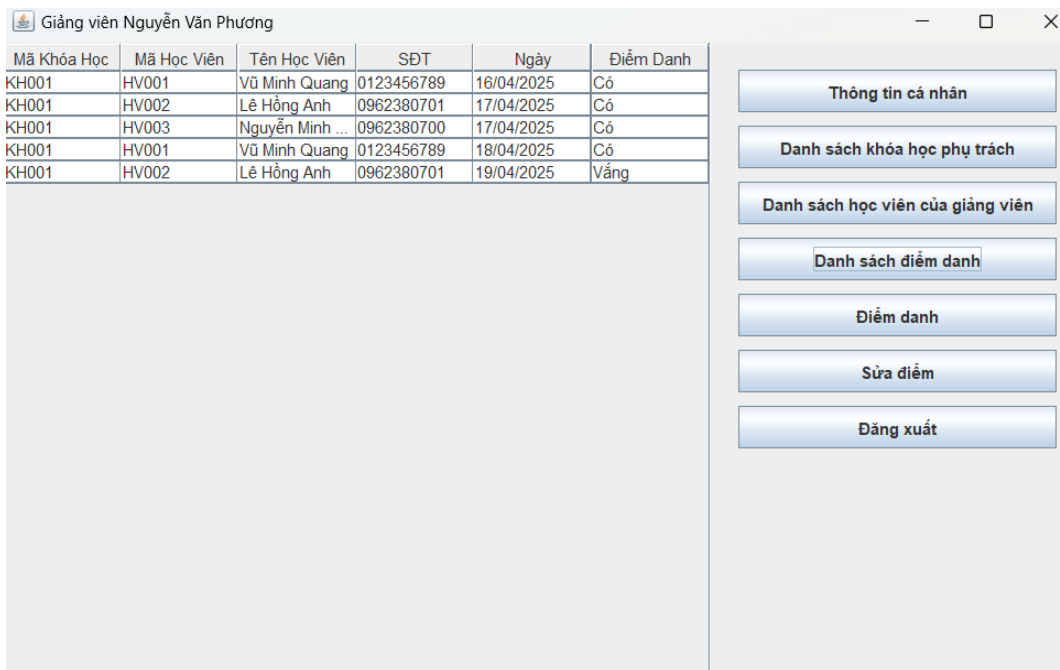 Giảng viên Nguyễn Văn Phương
Mã Khóa Học Mã Học Viên Tên Học Viên SĐT Ngày Điểm Danh
KH001 HV001 Vũ Minh Quang 0123456789 16/04/2025 Có
KH001 HV002 Lê Hồng Anh 0962380701 17/04/2025 Có
KH001 HV003 Nguyễn Minh ... 0962380700 17/04/2025 Có
KH001 HV001 Vũ Minh Quang 0123456789 18/04/2025 Có
KH001 HV002 Lê Hồng Anh 0962380701 19/04/2025 Vắng
Thông tin cá nhân
Danh sách khóa học phụ trách
Danh sách học viên của giảng viên
Danh sách điểm danh
Điểm danh
Sửa điểm
Đăng xuất